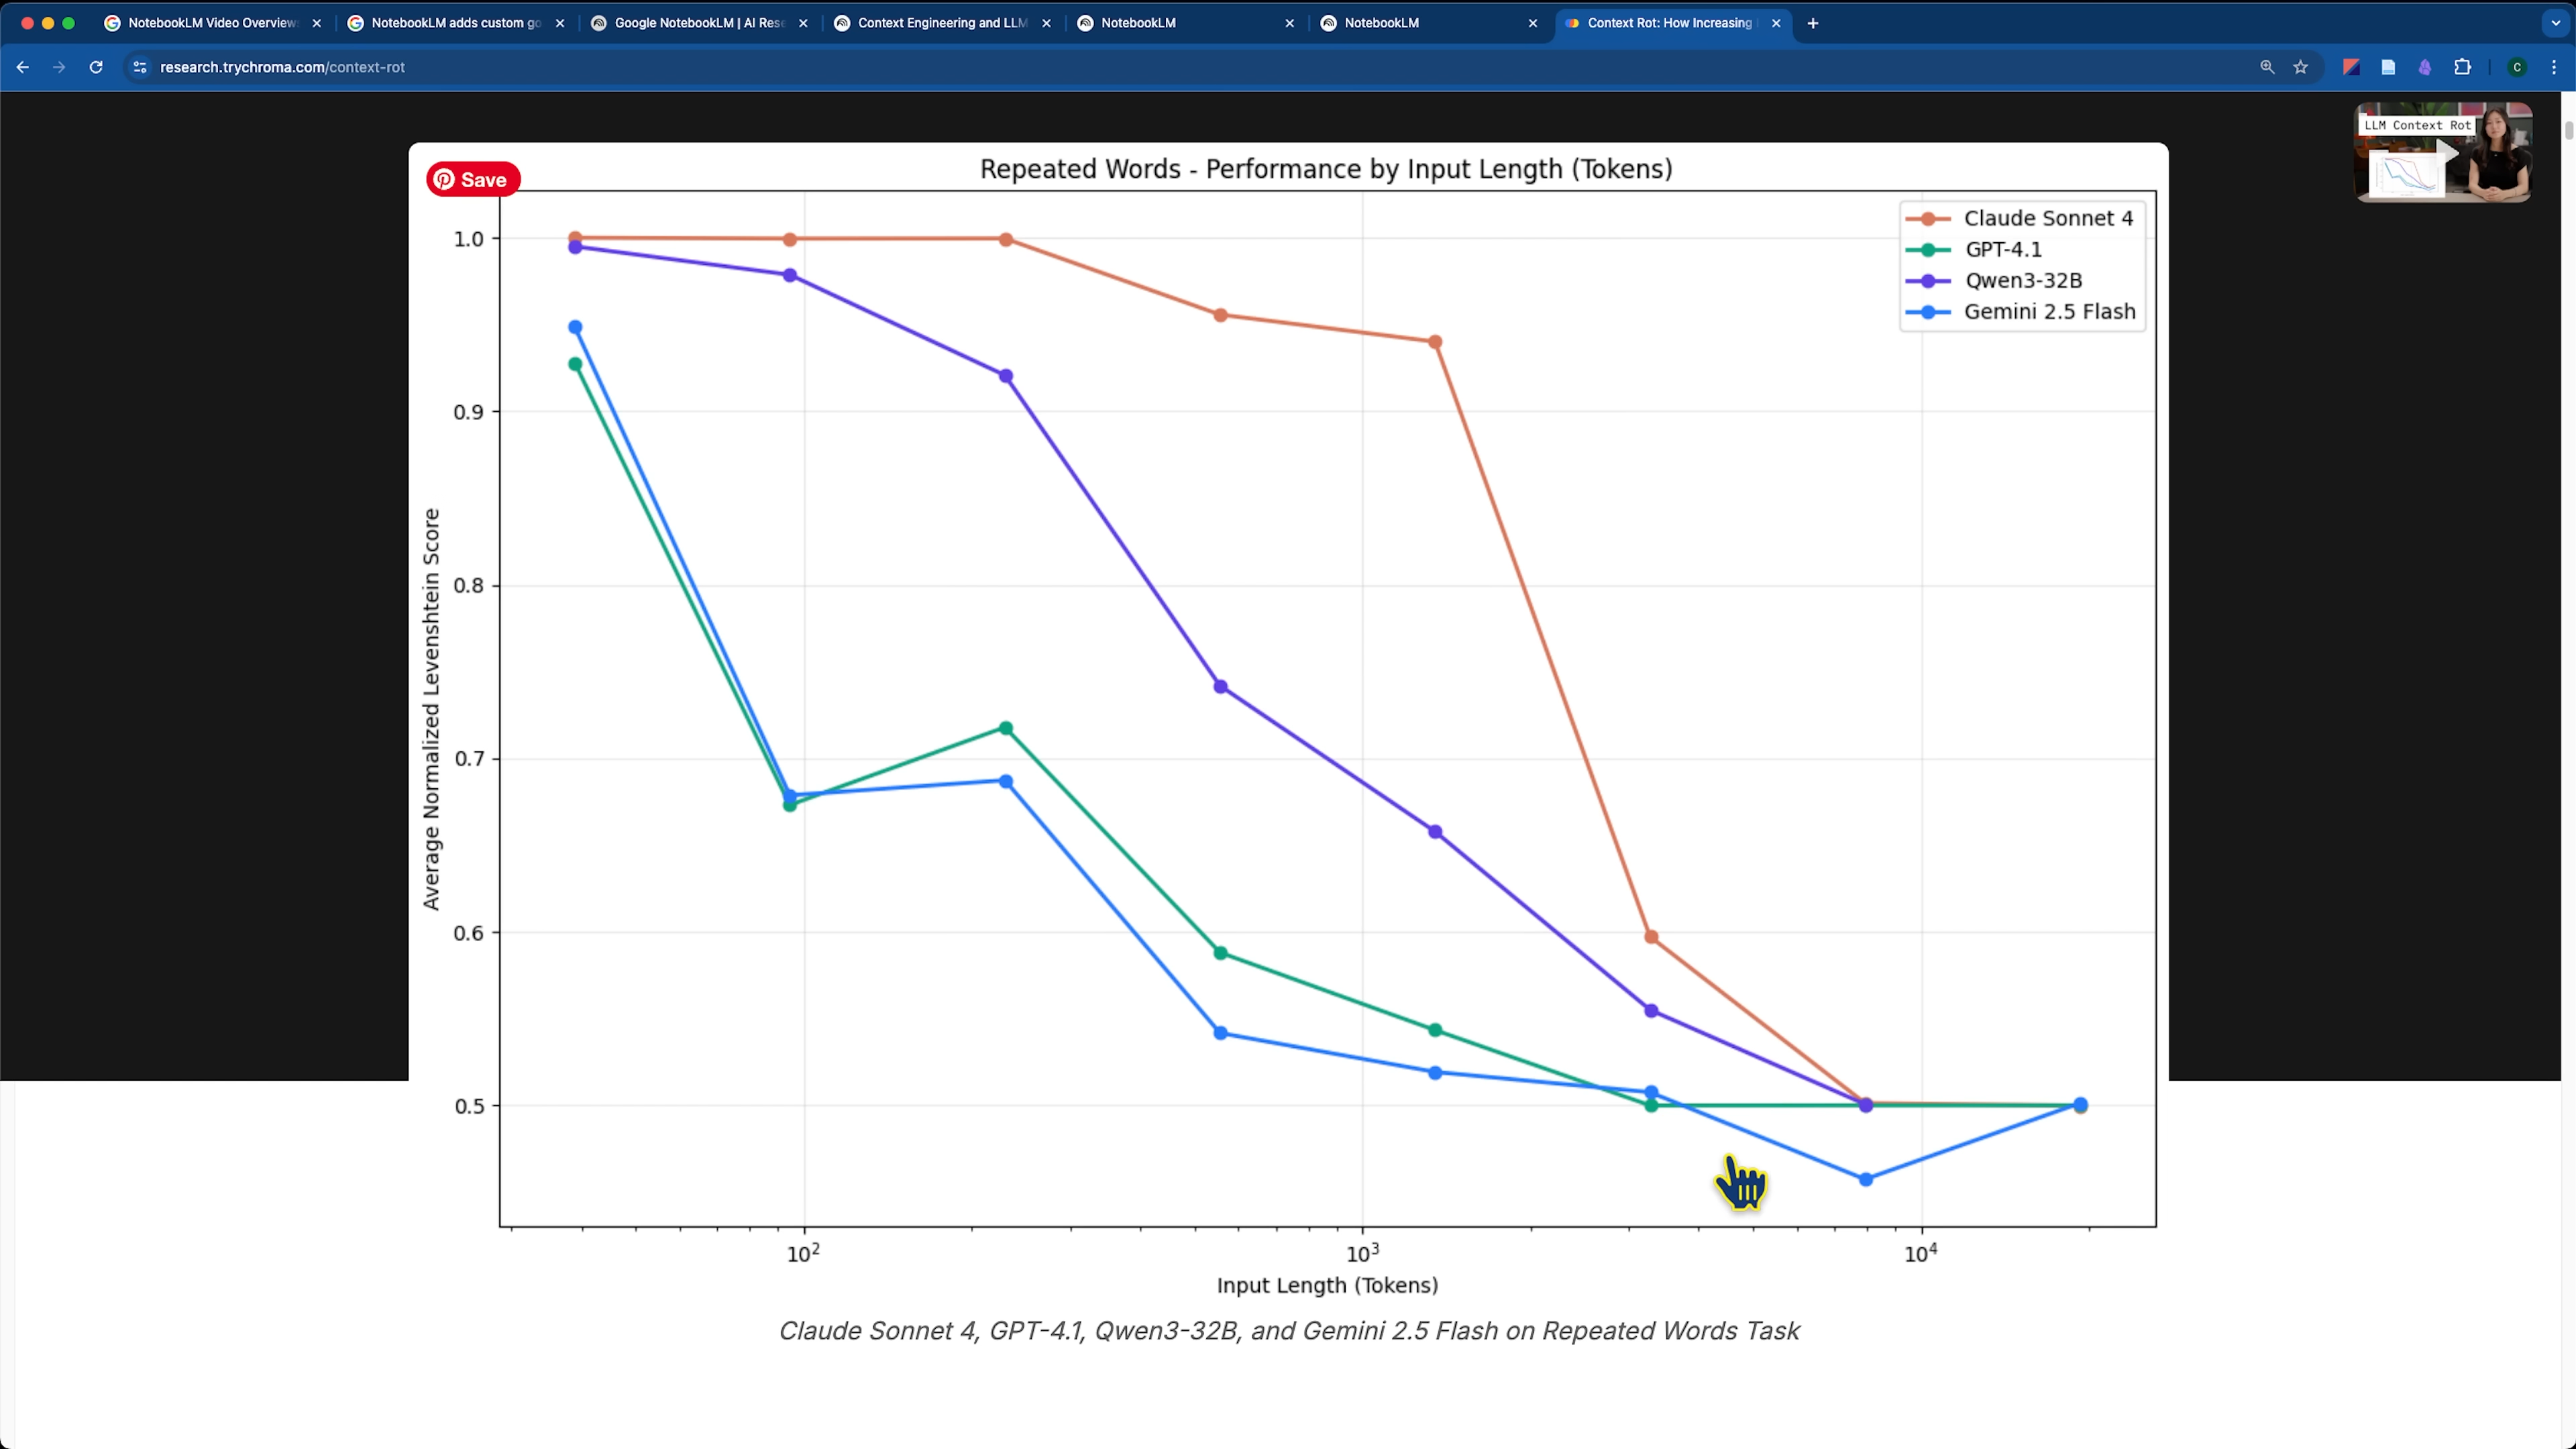 NotebookLM Video Overview
NotebookLM adds custom go
Google NotebookLM | AI Rese
Context Engineering and LLM
NotebookLM
NotebookLM
Context Rot: How Increasing
research.trychroma.com/context-rot
C
LLM Context Rot
Save
Repeated Words - Performance by Input Length (Tokens)
Claude Sonnet 4
GPT-4.1
Qwen3-32B
Gemini 2.5 Flash
Average Normalized Levenshtein Score
1.0
0.9
0.8
0.7
0.6
0.5
10²
10³
10⁴
Input Length (Tokens)
Claude Sonnet 4, GPT-4.1, Qwen3-32B, and Gemini 2.5 Flash on Repeated Words Task